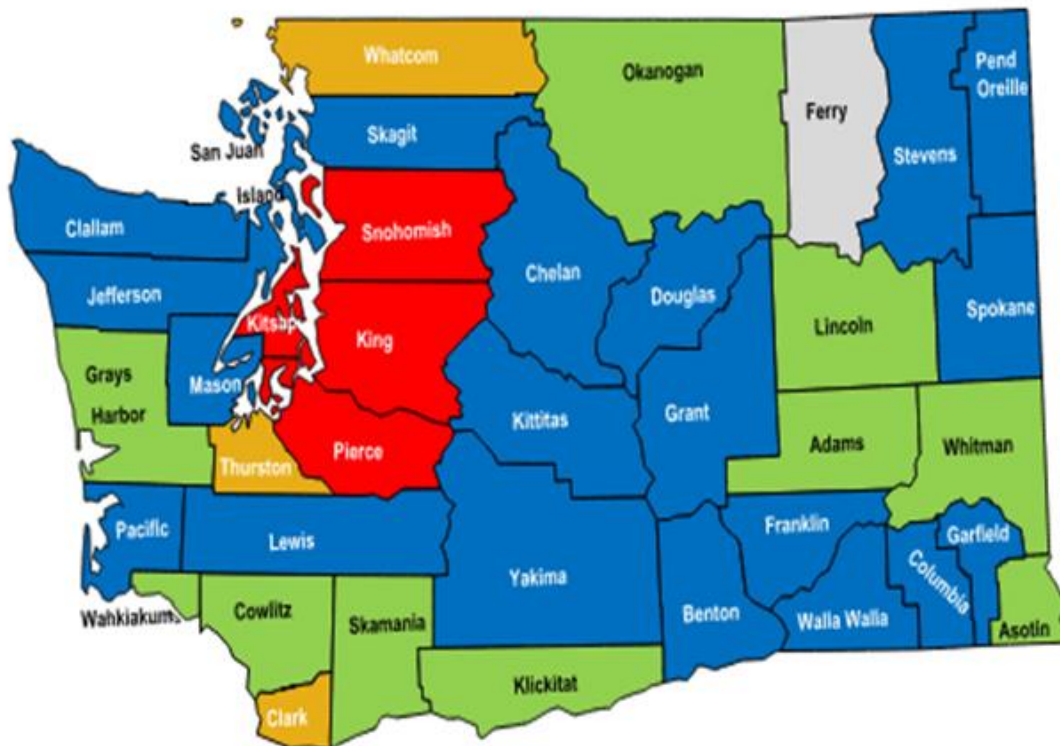 Whatcom
Okanogan
Pend
Oreille
Ferry
Skagit
San Juan
Stevens
Island
Clallam
Snohomish
Chelan
Jefferson
Douglas
Spokane
Kitsap
King
Lincoln
Grays
Harbor
Mason
Kittitas
Grant
Adams
Whitman
Thurston
Pierce
Pacific
Lewis
Franklin
Garfield
Yakima
Columbia
Wahkiakum
Cowlitz
Skamania
Benton
Walla Walla
Asotin
Klickitat
Clark